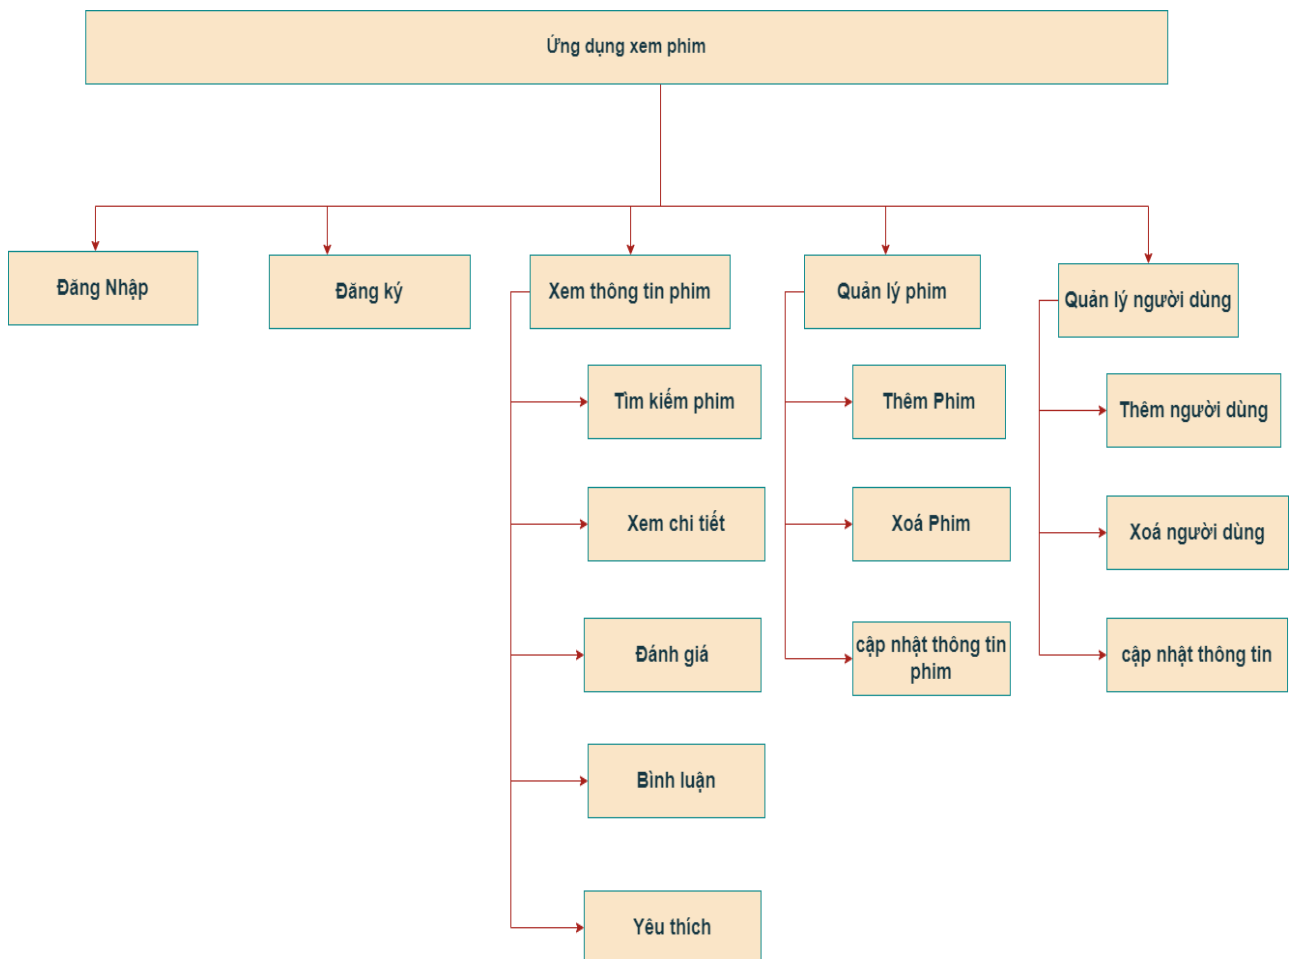 Ứng dụng xem phim
Đăng Nhập
Đăng ký
Xem thông tin phim
Quản lý phim
Quản lý người dùng
Tìm kiếm phim
Thêm Phim
Thêm người dùng
Xem chi tiết
Xoá Phim
Xoá người dùng
Đánh giá
cập nhật thông tin
phim
cập nhật thông tin
Bình luận
Yêu thích